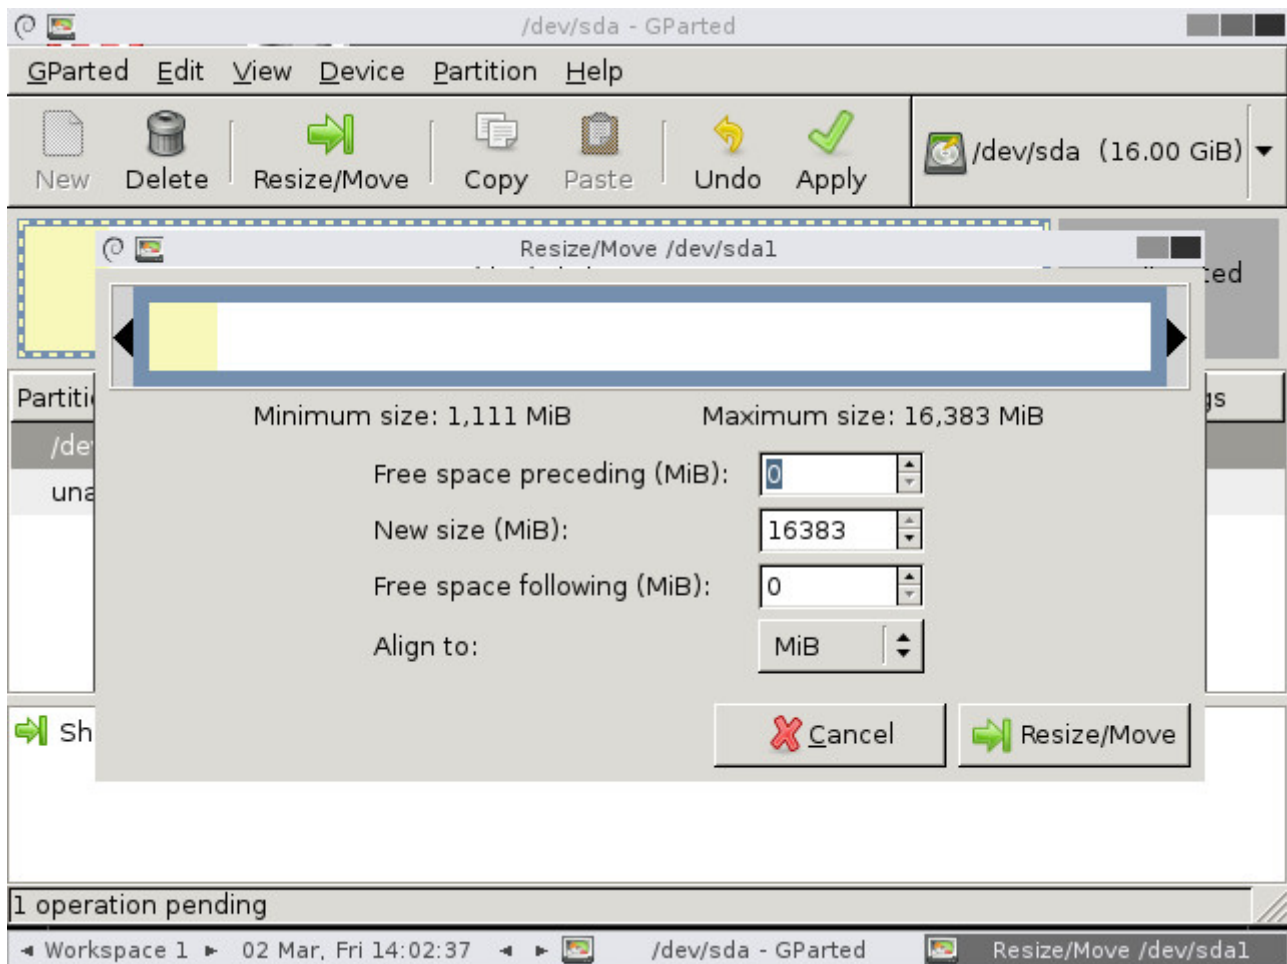 /dev/sda - GParted
GParted Edit View Device Partition Help
New Delete Resize/Move Copy Paste Undo Apply /dev/sda (16.00 GiB)
Resize/Move /dev/sda1
Minimum size: 1,111 MiB Maximum size: 16,383 MiB
Free space preceding (MiB): 0
New size (MiB): 16383
Free space following (MiB): 0
Align to: MiB
Cancel Resize/Move
1 operation pending
Workspace 1 02 Mar, Fri 14:02:37 /dev/sda - GParted Resize/Move /dev/sda1